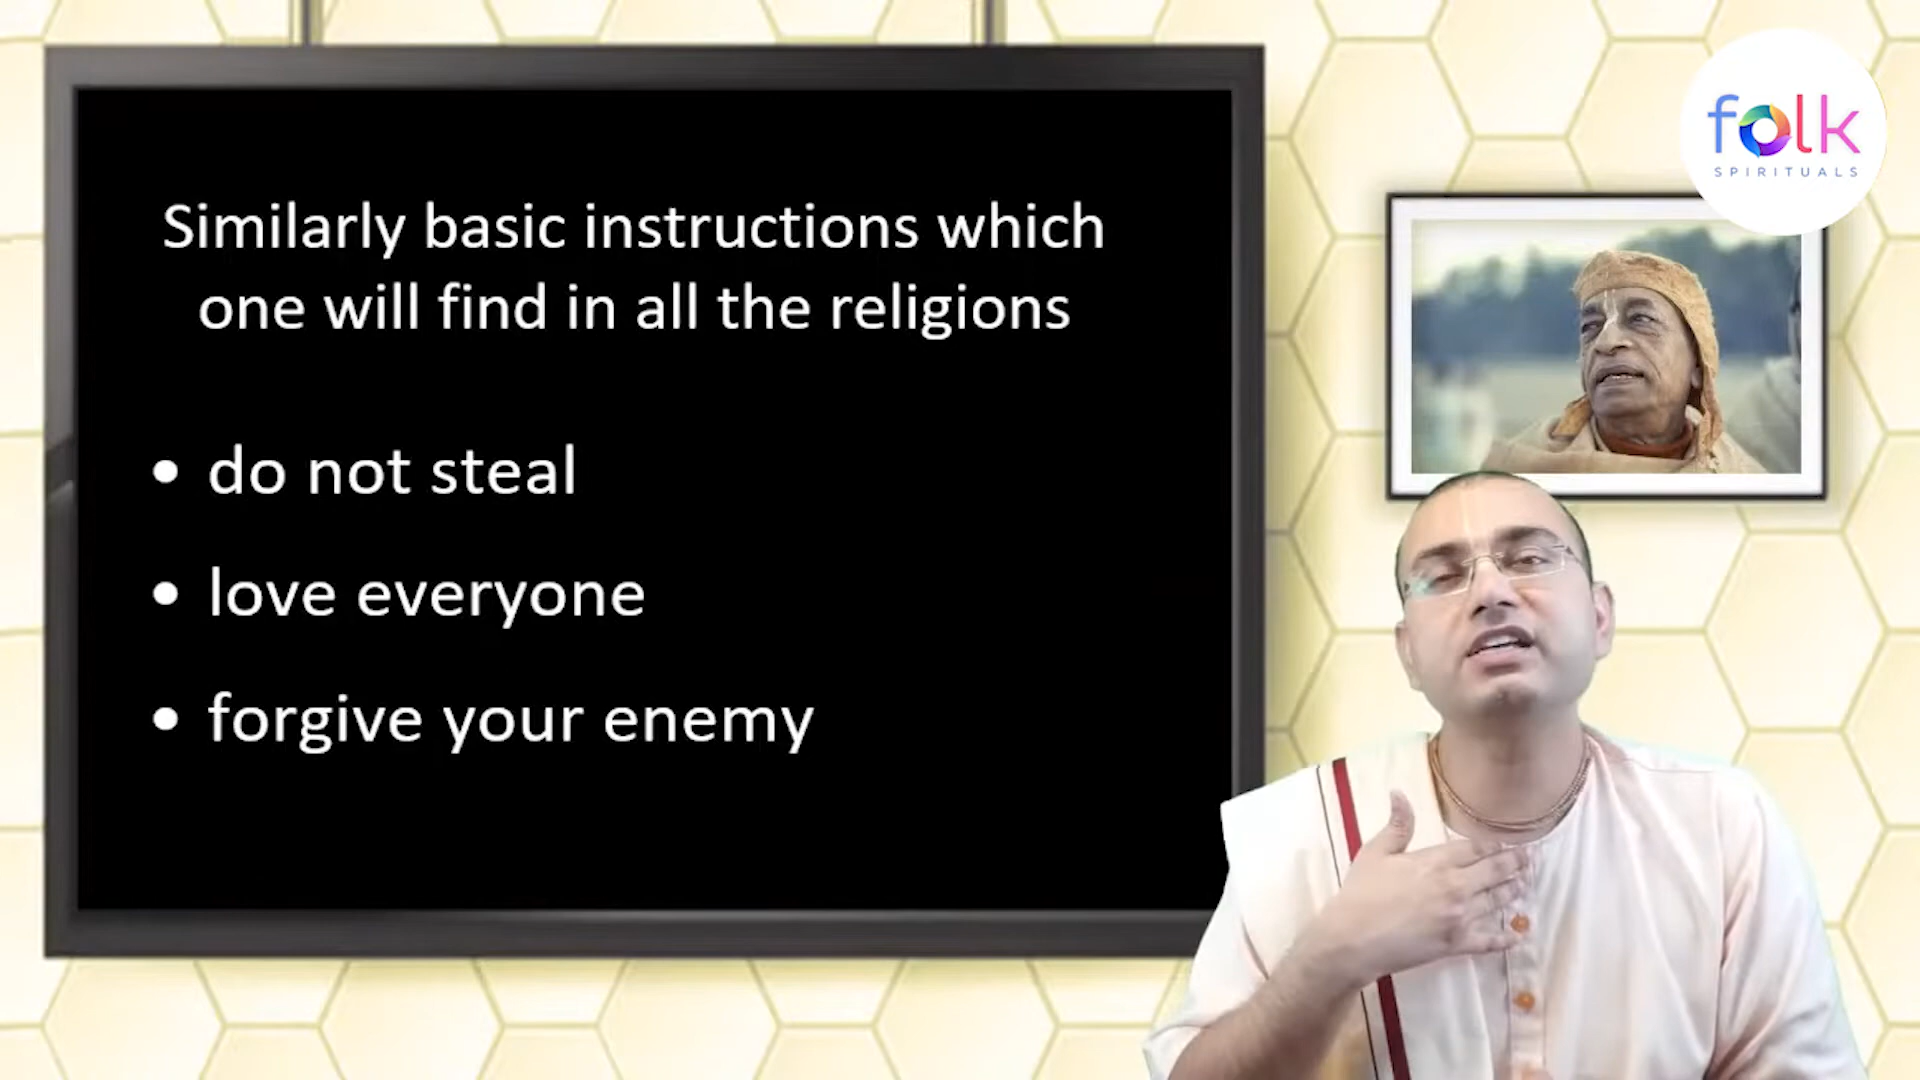 Similarly basic instructions which
one will find in all the religions
• do not steal
• love everyone
• forgive your enemy
folk
SPIRITUALS